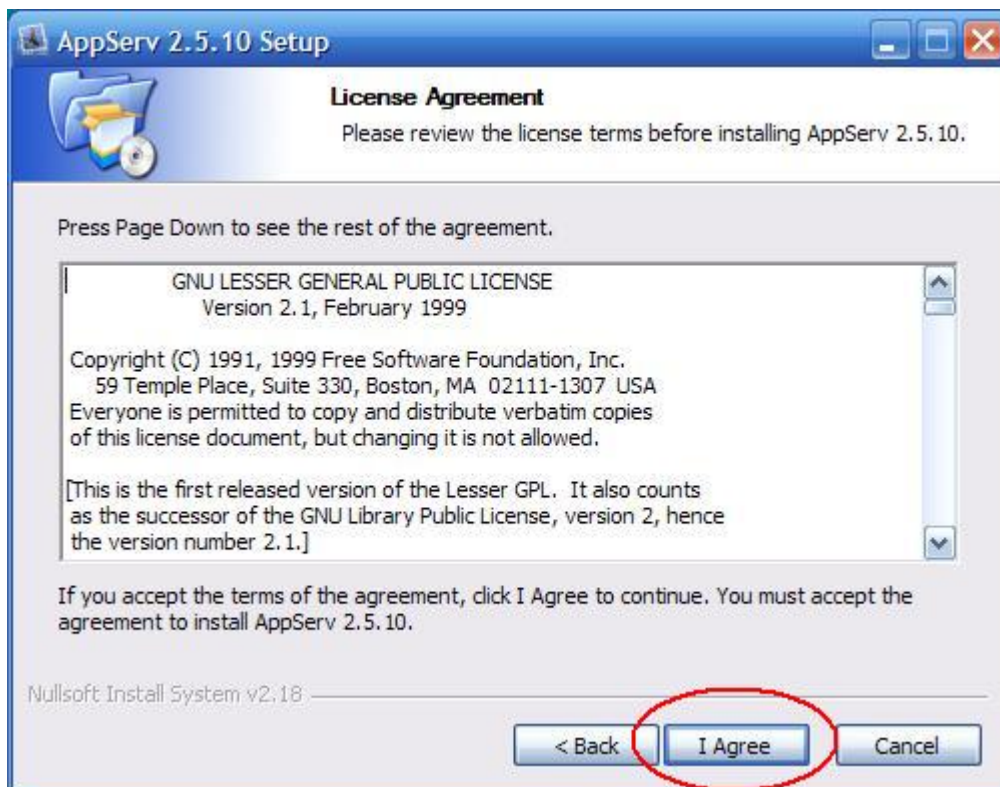 AppServ 2.5.10 Setup
License Agreement
Please review the license terms before installing AppServ 2.5.10.
Press Page Down to see the rest of the agreement.
GNU LESSER GENERAL PUBLIC LICENSE
Version 2.1, February 1999
Copyright (C) 1991, 1999 Free Software Foundation, Inc.
59 Temple Place, Suite 330, Boston, MA 02111-1307 USA
Everyone is permitted to copy and distribute verbatim copies
of this license document, but changing it is not allowed.
[This is the first released version of the Lesser GPL. It also counts
as the successor of the GNU Library Public License, version 2, hence
the version number 2.1.]
If you accept the terms of the agreement, click I Agree to continue. You must accept the
agreement to install AppServ 2.5.10.
Nullsoft Install System v2.18
< Back I Agree Cancel